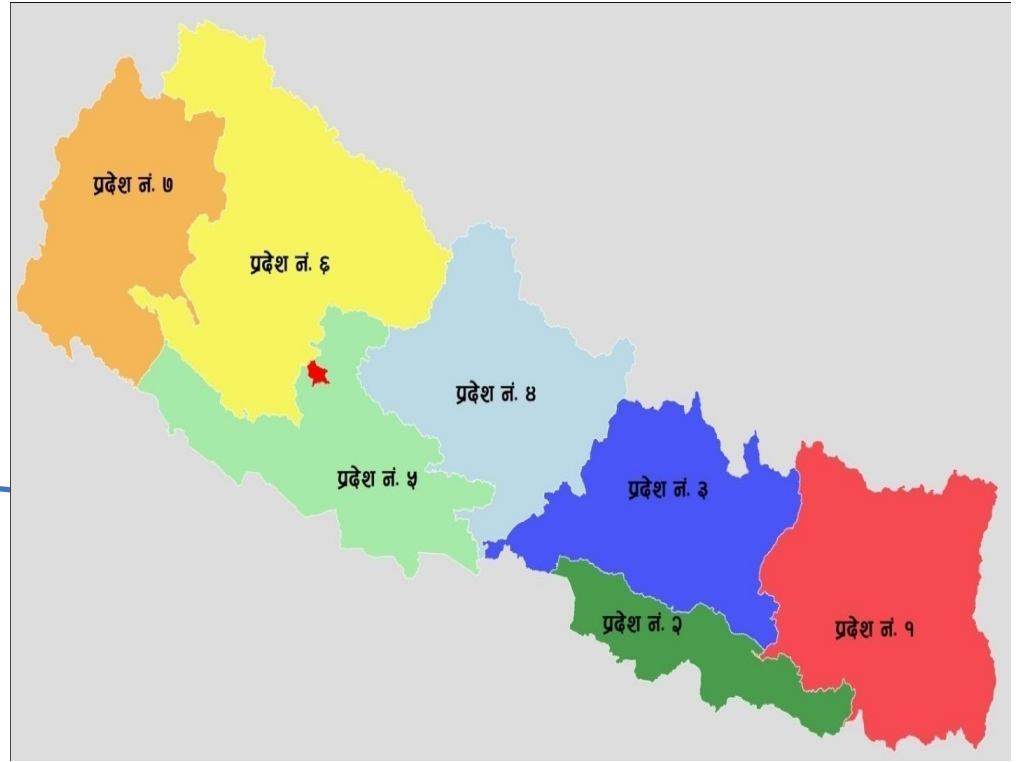 प्रदेश नं. ७
प्रदेश नं. ६
प्रदेश नं. ४
प्रदेश नं. ५
प्रदेश नं. ३
प्रदेश नं. २
प्रदेश नं. १